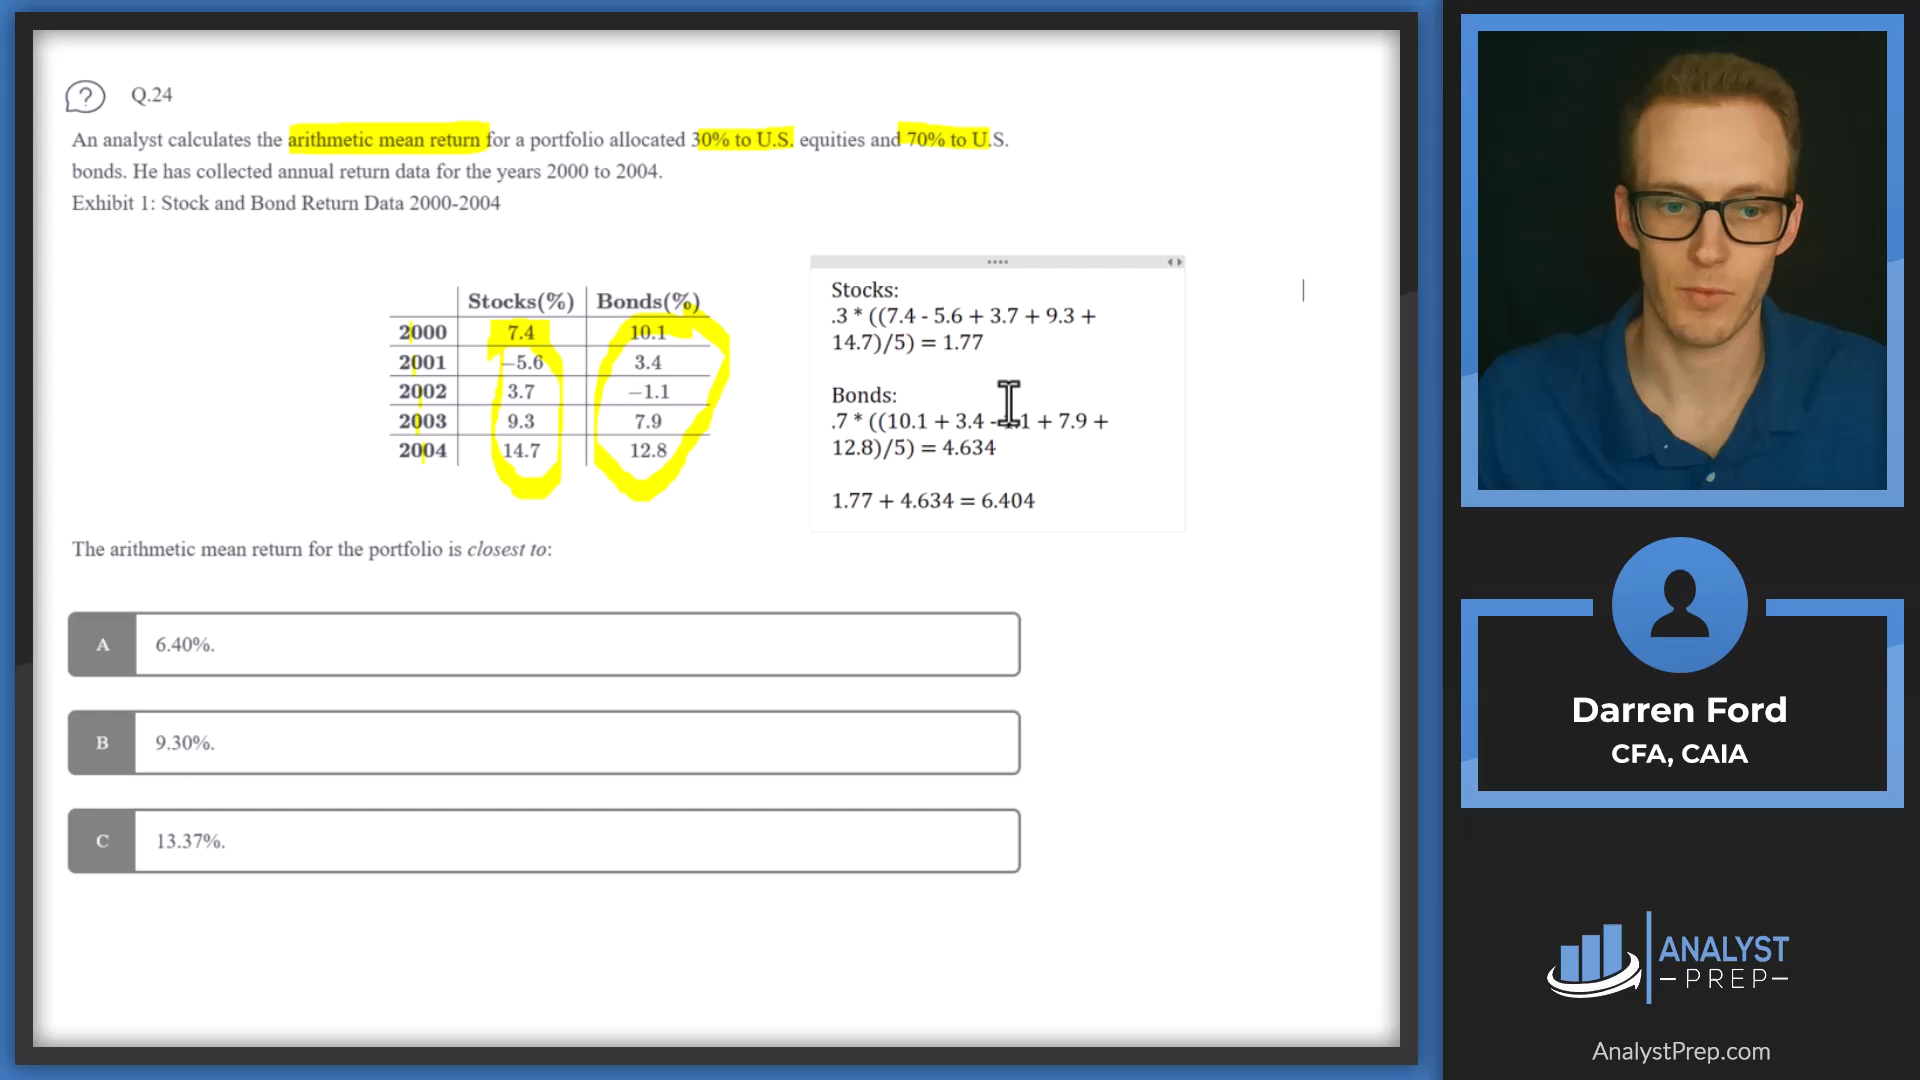 Q.24
An analyst calculates the arithmetic mean return for a portfolio allocated 30% to U.S. equities and 70% to U.S.
bonds. He has collected annual return data for the years 2000 to 2004.
Exhibit 1: Stock and Bond Return Data 2000-2004
Stocks(%) Bonds(%)
2000 7.4 10.1
2001 −5.6 3.4
2002 3.7 −1.1
2003 9.3 7.9
2004 14.7 12.8
Stocks:
.3 * ((7.4 - 5.6 + 3.7 + 9.3 +
14.7)/5) = 1.77
Bonds:
.7 * ((10.1 + 3.4 - 1.1 + 7.9 +
12.8)/5) = 4.634
1.77 + 4.634 = 6.404
The arithmetic mean return for the portfolio is closest to:
A 6.40%.
B 9.30%.
C 13.37%.
Darren Ford
CFA, CAIA
ANALYST
PREP
AnalystPrep.com